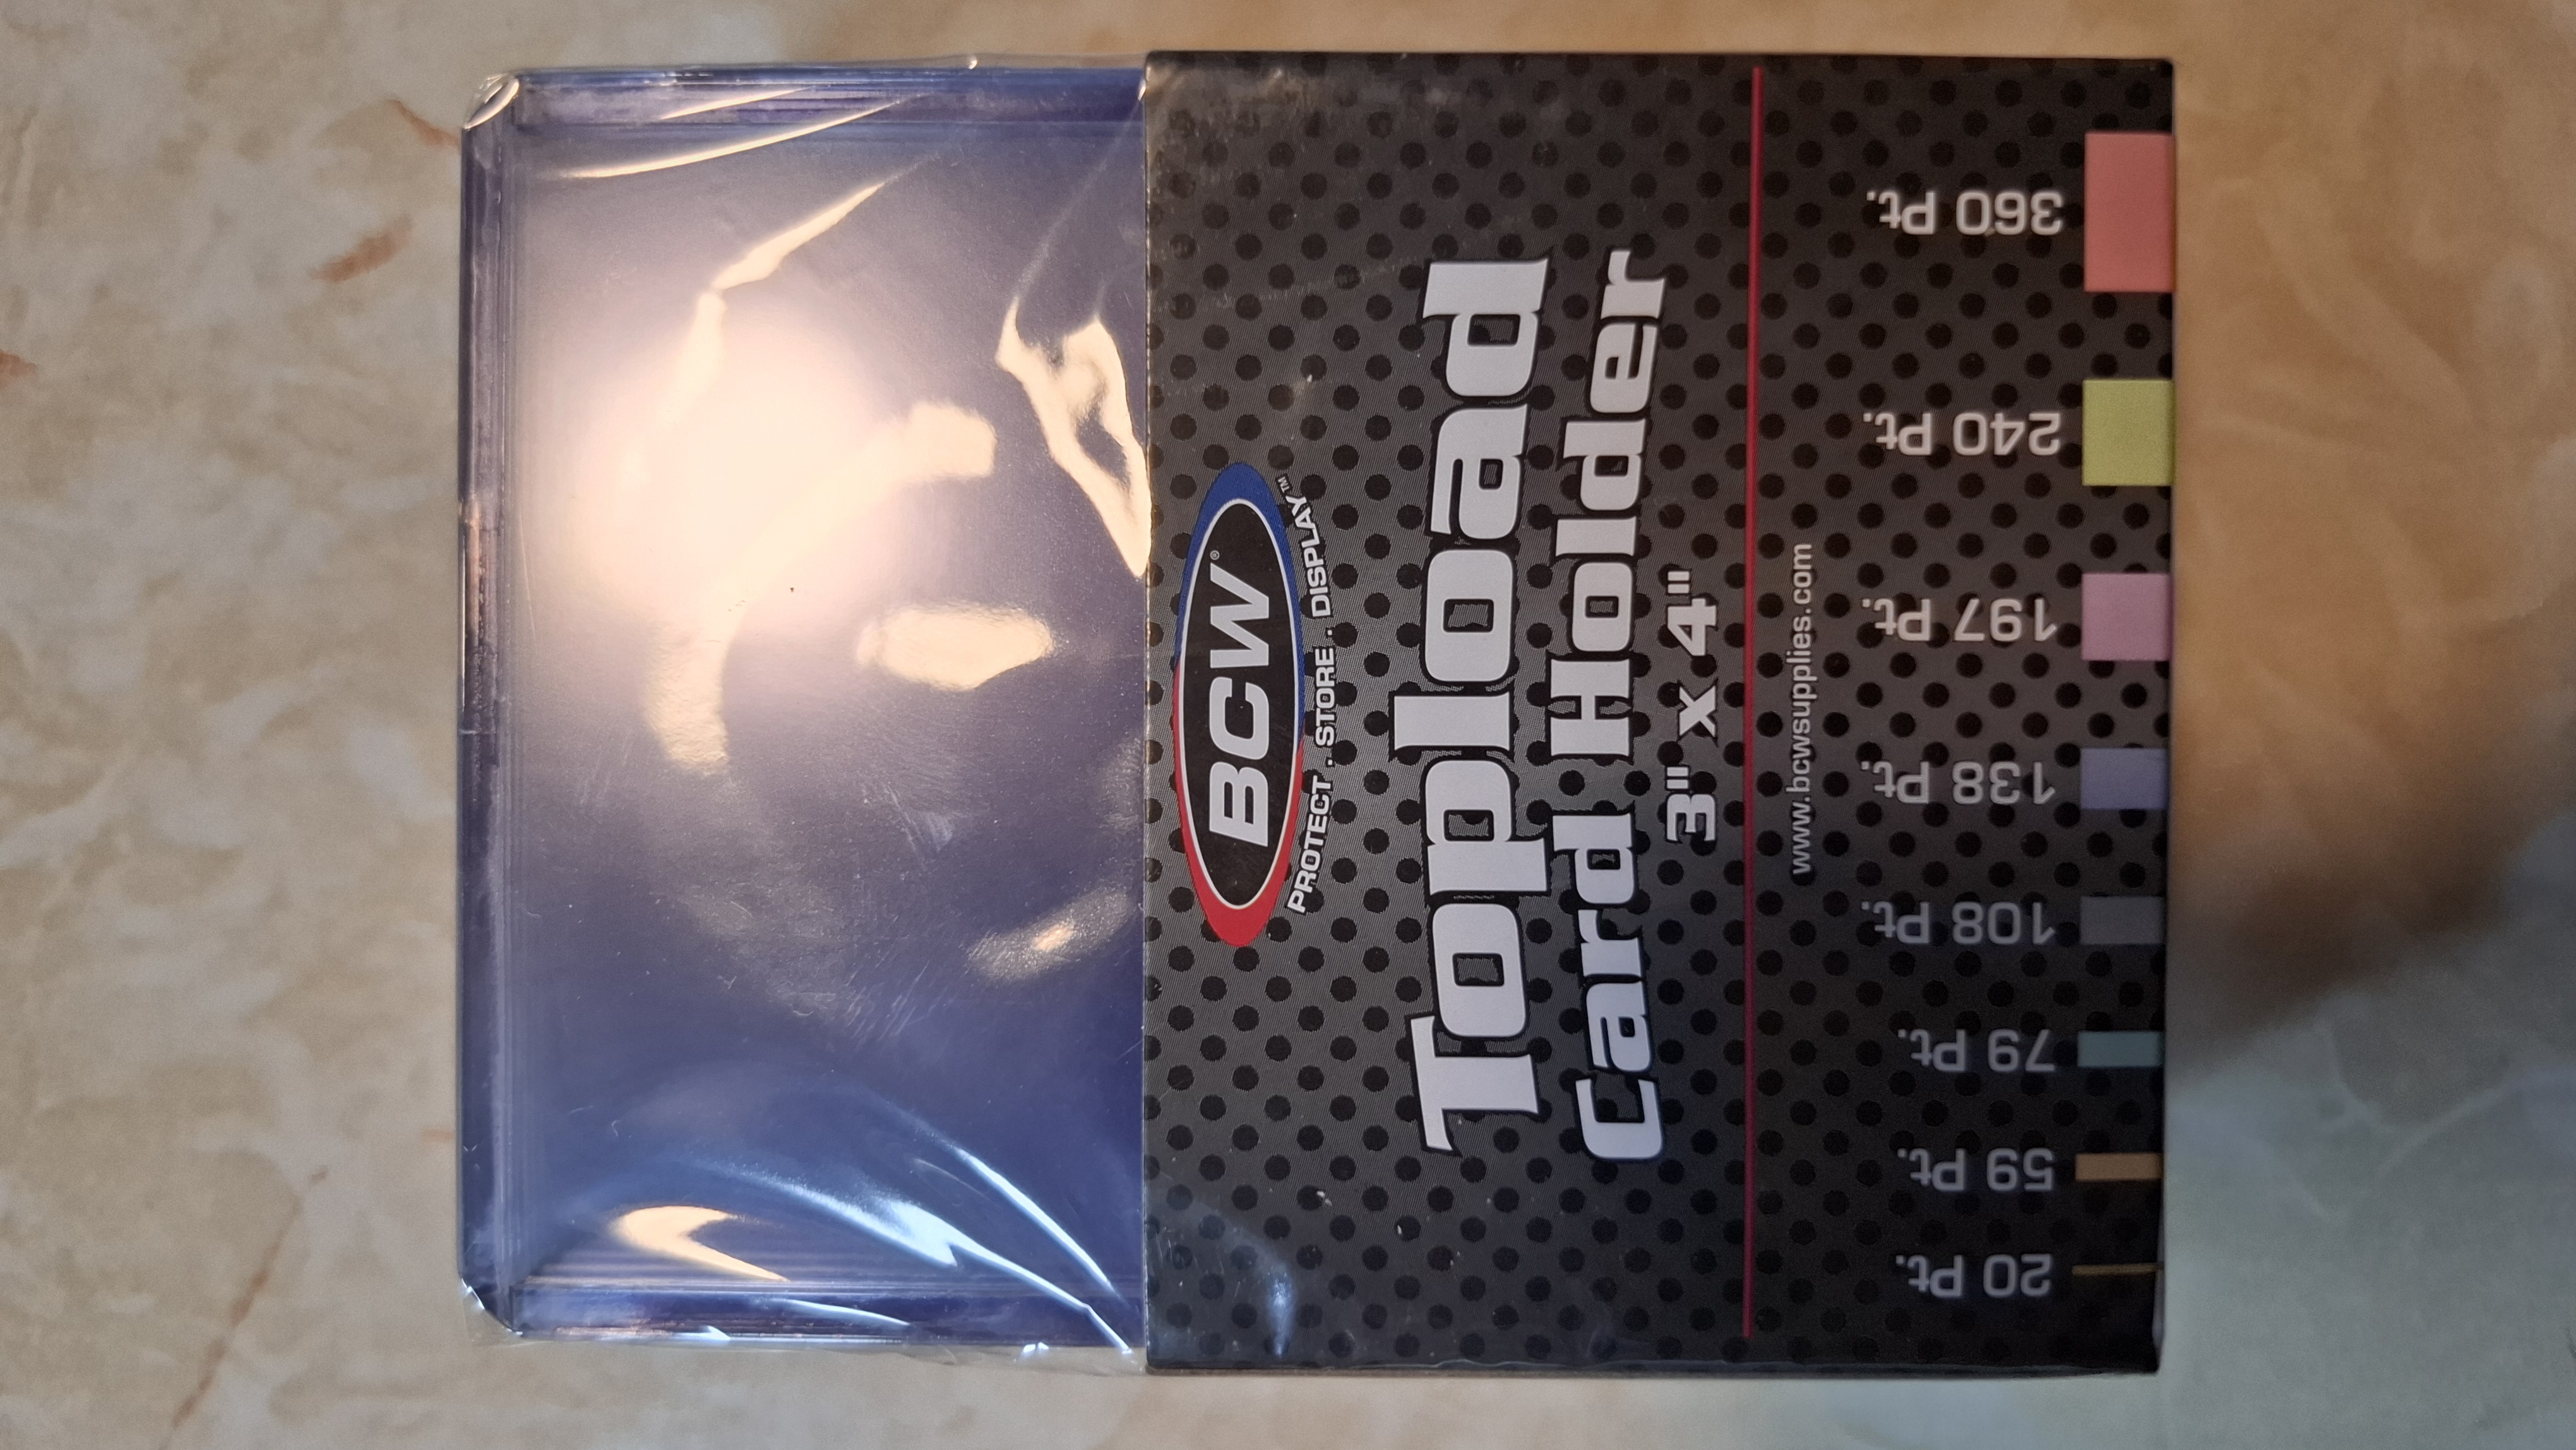 BCW®
PROTECT . STORE . DISPLAY™
Topload
Card Holder
3" x 4"
www.bcwsupplies.com
20 Pt.
59 Pt.
79 Pt.
108 Pt.
138 Pt.
197 Pt.
240 Pt.
360 Pt.